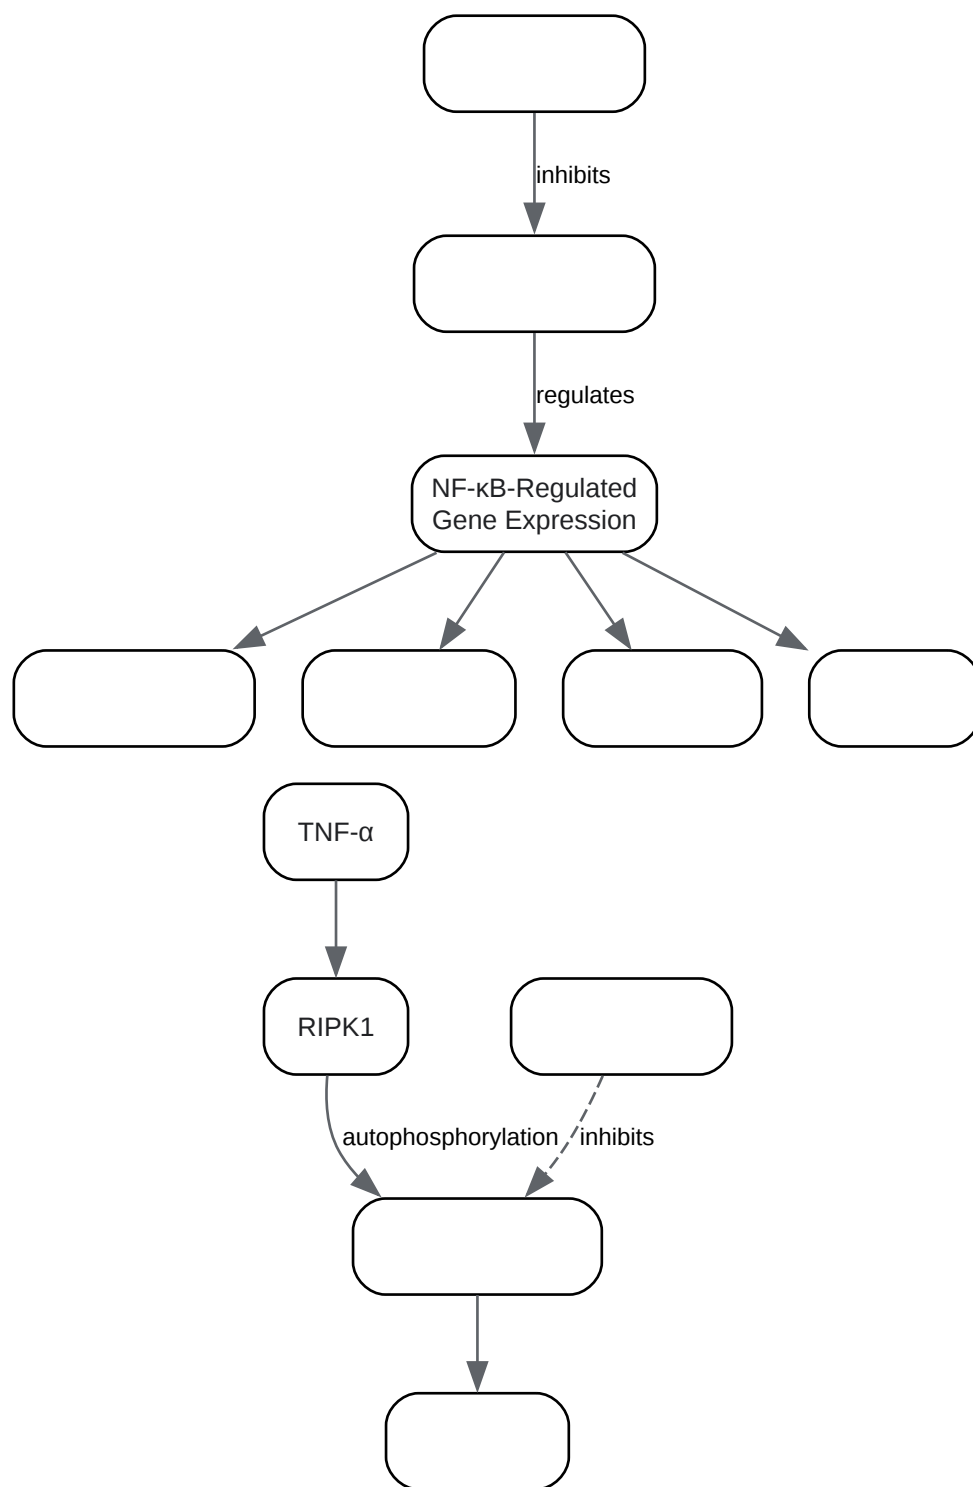 inhibits
regulates
NF-κB-Regulated
Gene Expression
TNF-α
RIPK1
autophosphorylation
inhibits